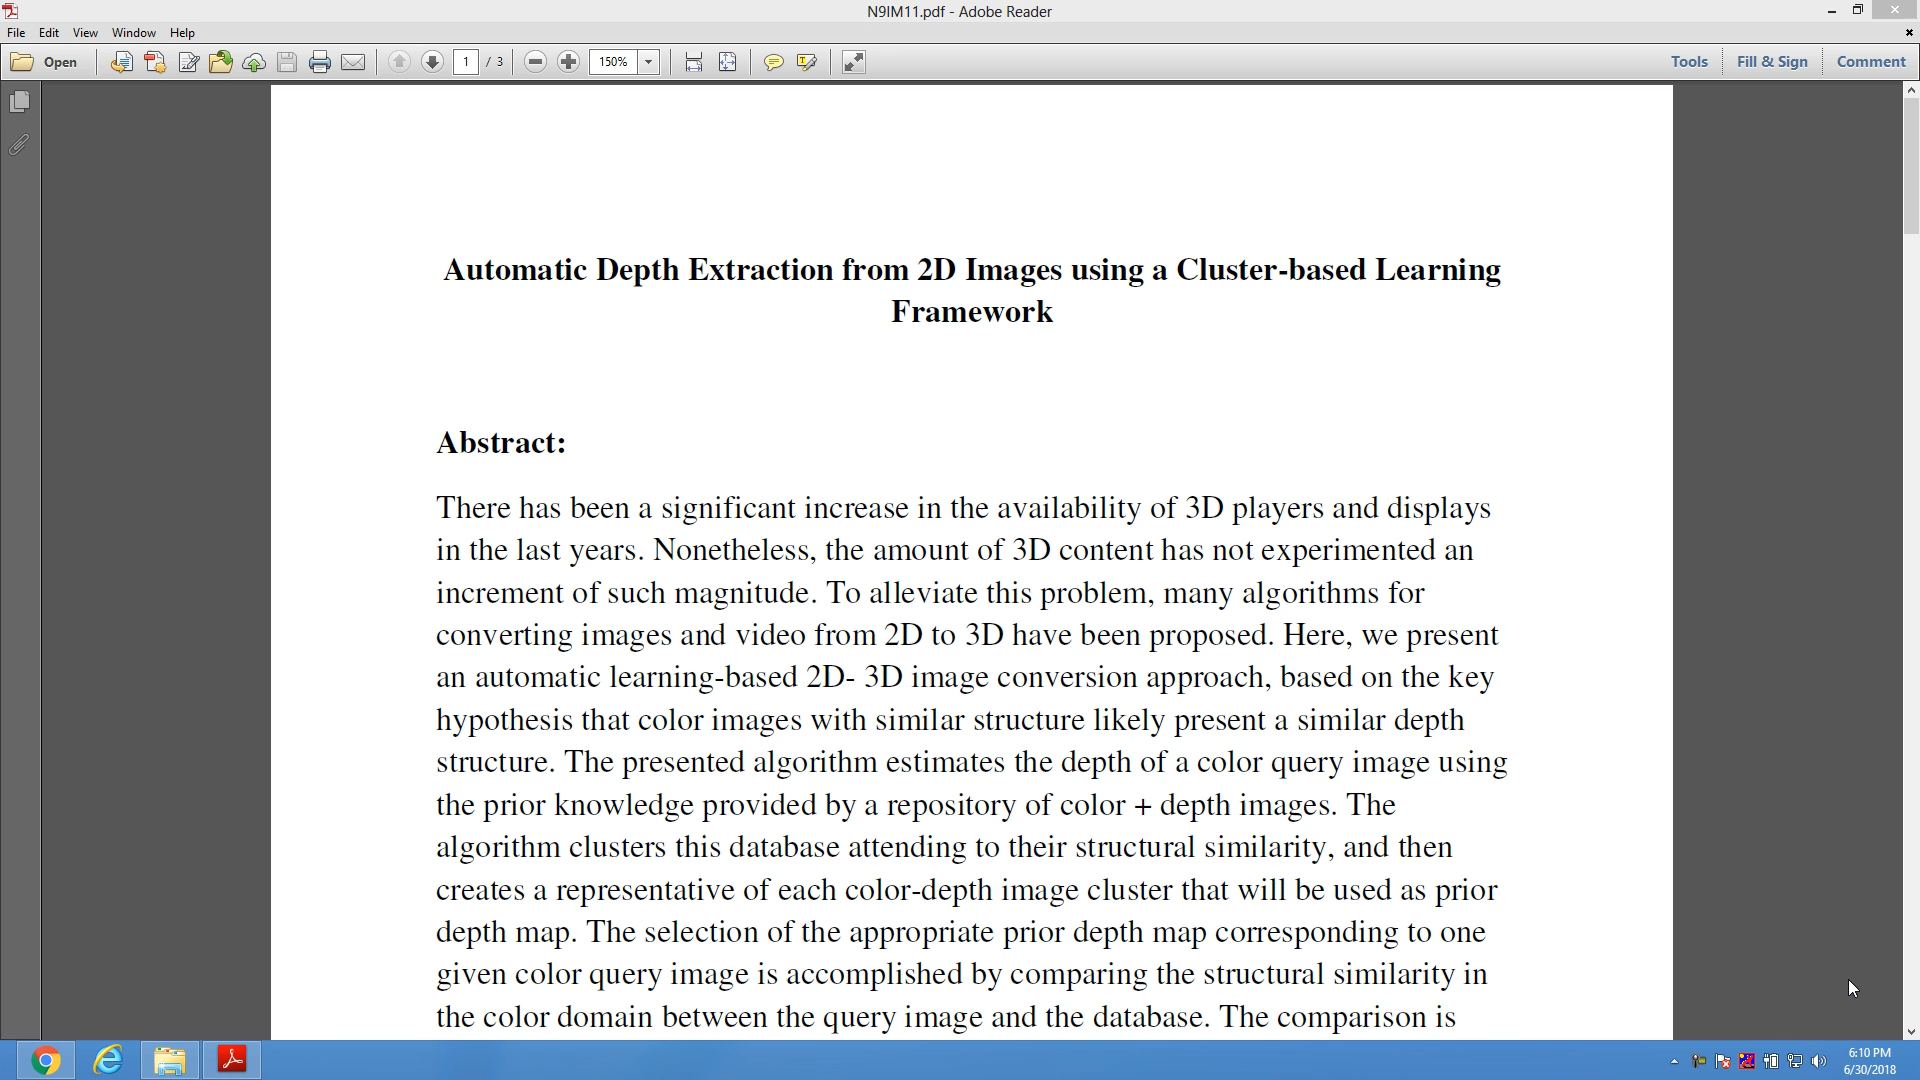 N9IM11.pdf - Adobe Reader
File Edit View Window Help
Open 1 / 3 150% Tools Fill & Sign Comment
Automatic Depth Extraction from 2D Images using a Cluster-based Learning
Framework
Abstract:
There has been a significant increase in the availability of 3D players and displays
in the last years. Nonetheless, the amount of 3D content has not experimented an
increment of such magnitude. To alleviate this problem, many algorithms for
converting images and video from 2D to 3D have been proposed. Here, we present
an automatic learning-based 2D- 3D image conversion approach, based on the key
hypothesis that color images with similar structure likely present a similar depth
structure. The presented algorithm estimates the depth of a color query image using
the prior knowledge provided by a repository of color + depth images. The
algorithm clusters this database attending to their structural similarity, and then
creates a representative of each color-depth image cluster that will be used as prior
depth map. The selection of the appropriate prior depth map corresponding to one
given color query image is accomplished by comparing the structural similarity in
the color domain between the query image and the database. The comparison is
6:10 PM
6/30/2018